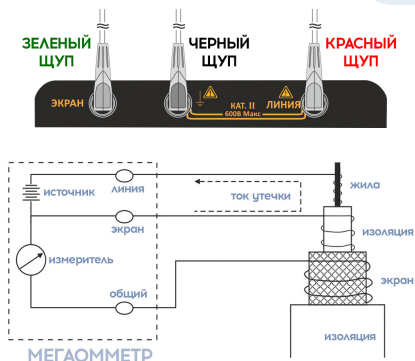 ЗЕЛЕНЫЙ
ЩУП
ЧЕРНЫЙ
ЩУП
КРАСНЫЙ
ЩУП
ЭКРАН
КАТ. II
600В Макс
ЛИНИЯ
источник
линия
ток утечки
жила
экран
изоляция
измеритель
экран
общий
изоляция
МЕГАОММЕТР